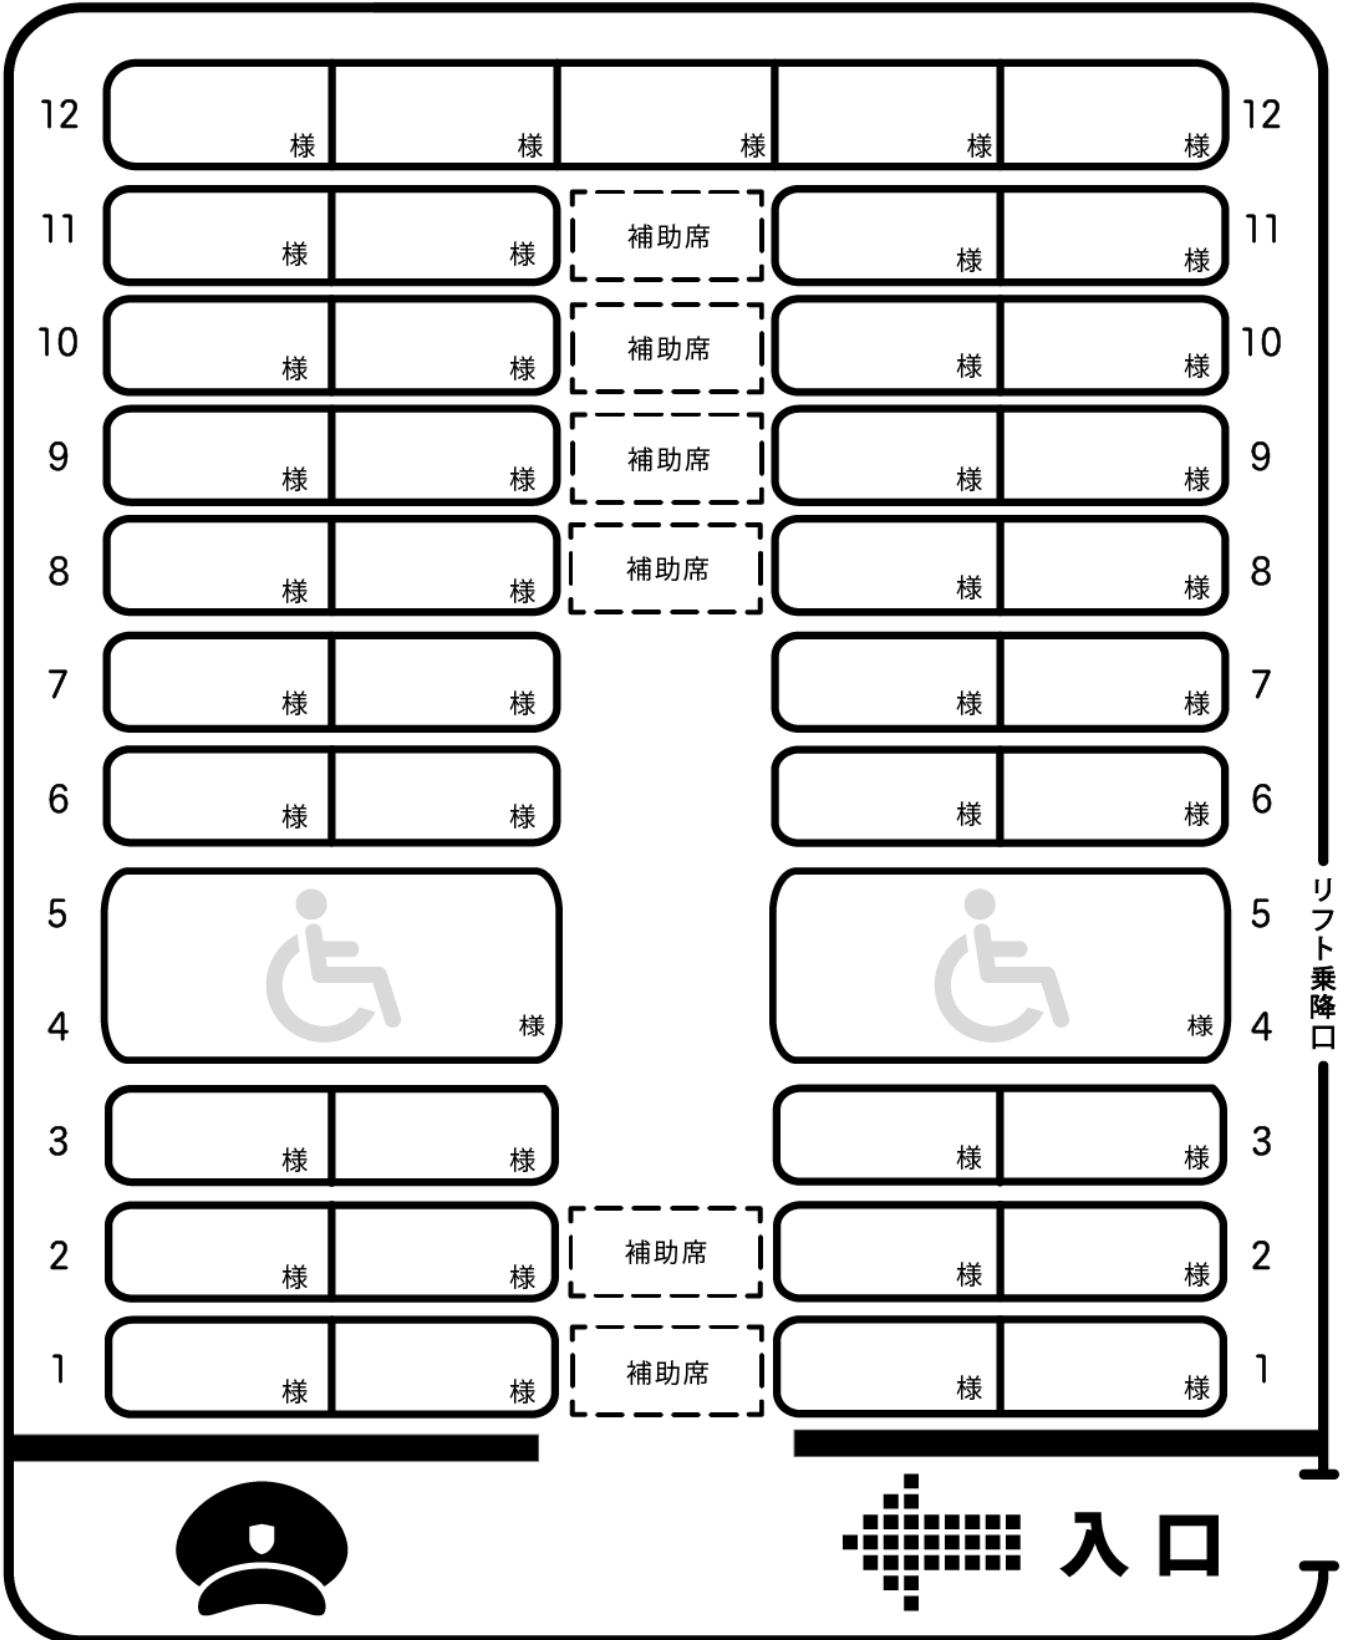 12 様 様 様 様 様 12
11 様 様 補助席 様 様 11
10 様 様 補助席 様 様 10
9 様 様 補助席 様 様 9
8 様 様 補助席 様 様 8
7 様 様 様 様 7
6 様 様 様 様 6
5 5
4 様 様 4
リフト乗降口
3 様 様 様 様 3
2 様 様 補助席 様 様 2
1 様 様 補助席 様 様 1
入口